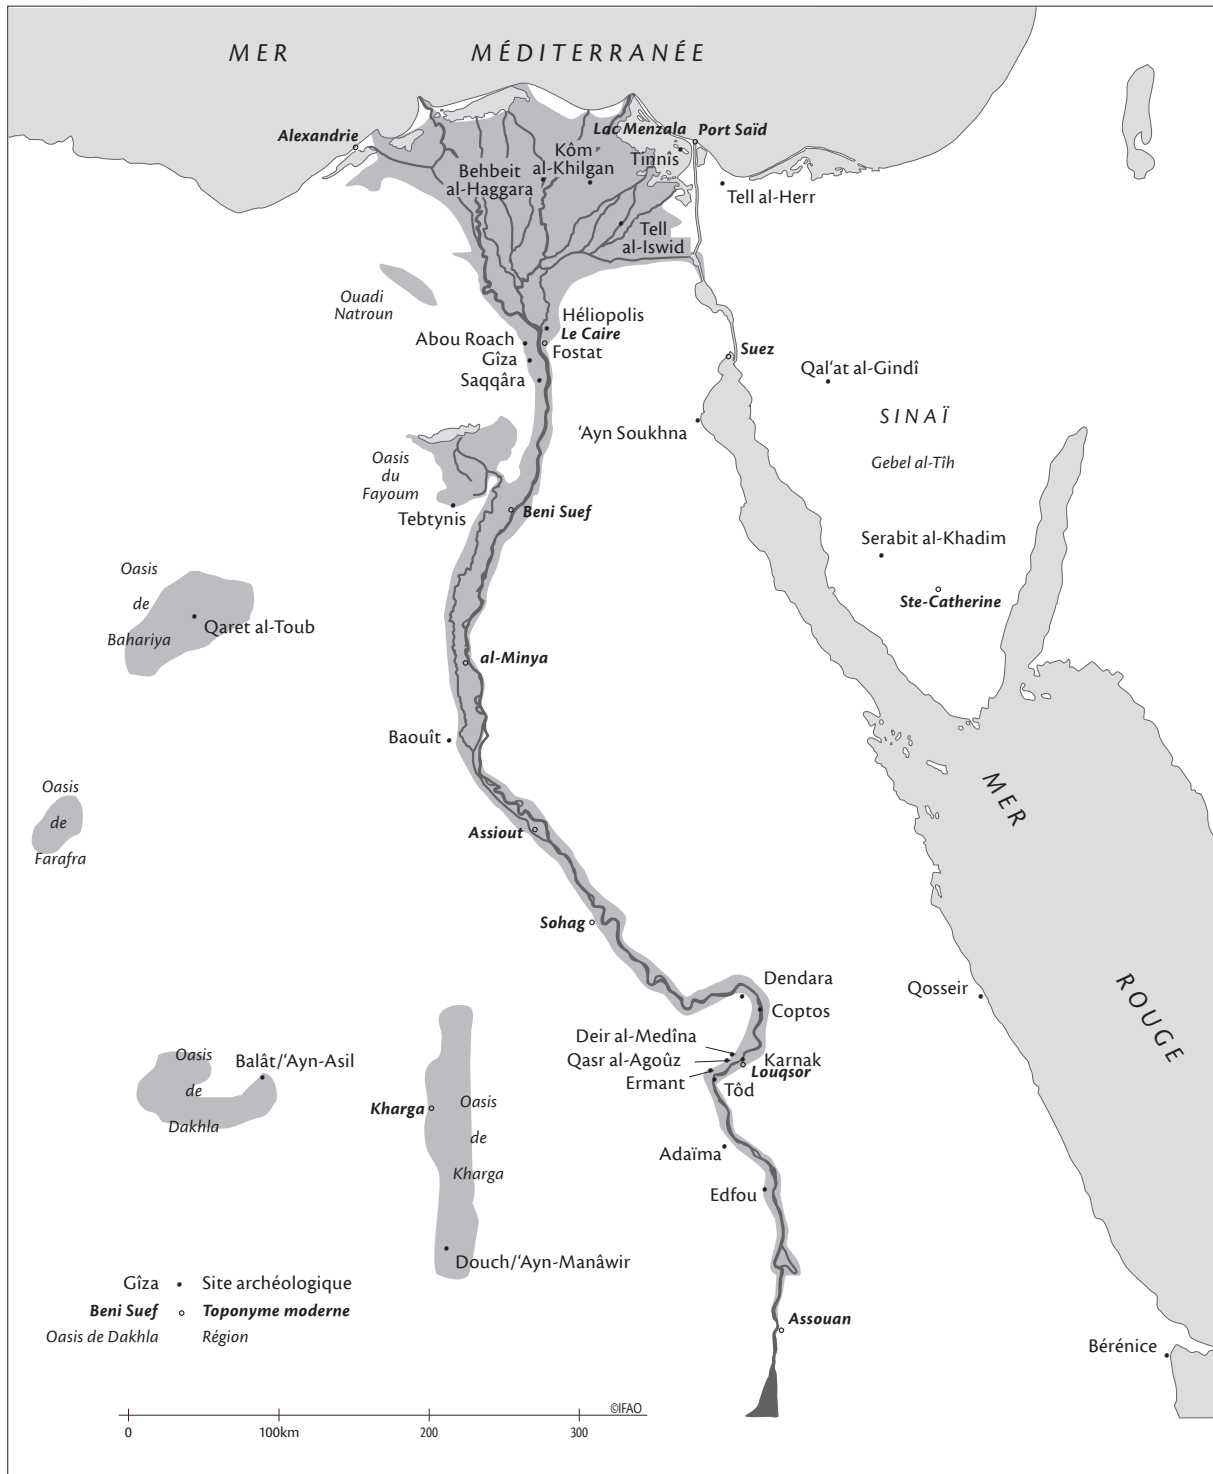 MER MÉDITERRANÉE
Alexandrie
Lac Menzala
Port Saïd
Tinnîs
Kôm
al-Khilgan
Behbeit
al-Haggara
Tell al-Herr
Tell
al-Iswid
Ouadi
Natroun
Héliopolis
Le Caire
Fostat
Abou Roach
Gîza
Saqqâra
Suez
Qal‘at al-Gindî
SINAÏ
‘Ayn Soukhna
Gebel al-Tîh
Oasis
du
Fayoum
Tebtynis
Beni Suef
Serabit al-Khadim
Ste-Catherine
Oasis
de
Bahariya
Qaret al-Toub
al-Minya
Baouît
MER
ROUGE
Oasis
de
Farafra
Assiout
Sohag
Dendara
Coptos
Qosseir
Deir al-Medîna
Qasr al-Agoûz
Ermant
Karnak
Louqsor
Tôd
Oasis
de
Dakhla
Balât/‘Ayn-Asil
Kharga
Oasis
de
Kharga
Adaïma
Edfou
Douch/‘Ayn-Manâwir
Assouan
Bérénice
Gîza • Site archéologique
Beni Suef ◦ Toponyme moderne
Oasis de Dakhla Région
©IFAO
0 100km 200 300